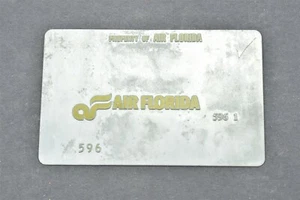 PROPERTY OF AIR FLORIDA
AIR FLORIDA
596 1
596